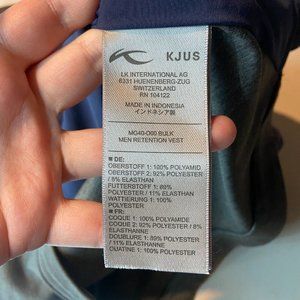 KJUS
LK INTERNATIONAL AG
6331 HUENENBERG-ZUG
SWITZERLAND
RN 104122
MADE IN INDONESIA
インドネシア製
MG40-O00 BULK
MEN RETENTION VEST
■ DE:
OBERSTOFF 1: 100% POLYAMID
OBERSTOFF 2: 92% POLYESTER
/ 8% ELASTHAN
FUTTERSTOFF 1: 89%
POLYESTER / 11% ELASTHAN
WATTIERUNG 1: 100%
POLYESTER
■ FR:
COQUE 1: 100% POLYAMIDE
COQUE 2: 92% POLYESTER / 8%
ELASTHANNE
DOUBLURE 1: 89% POLYESTER
/ 11% ELASTHANNE
OUATINE 1: 100% POLYESTER